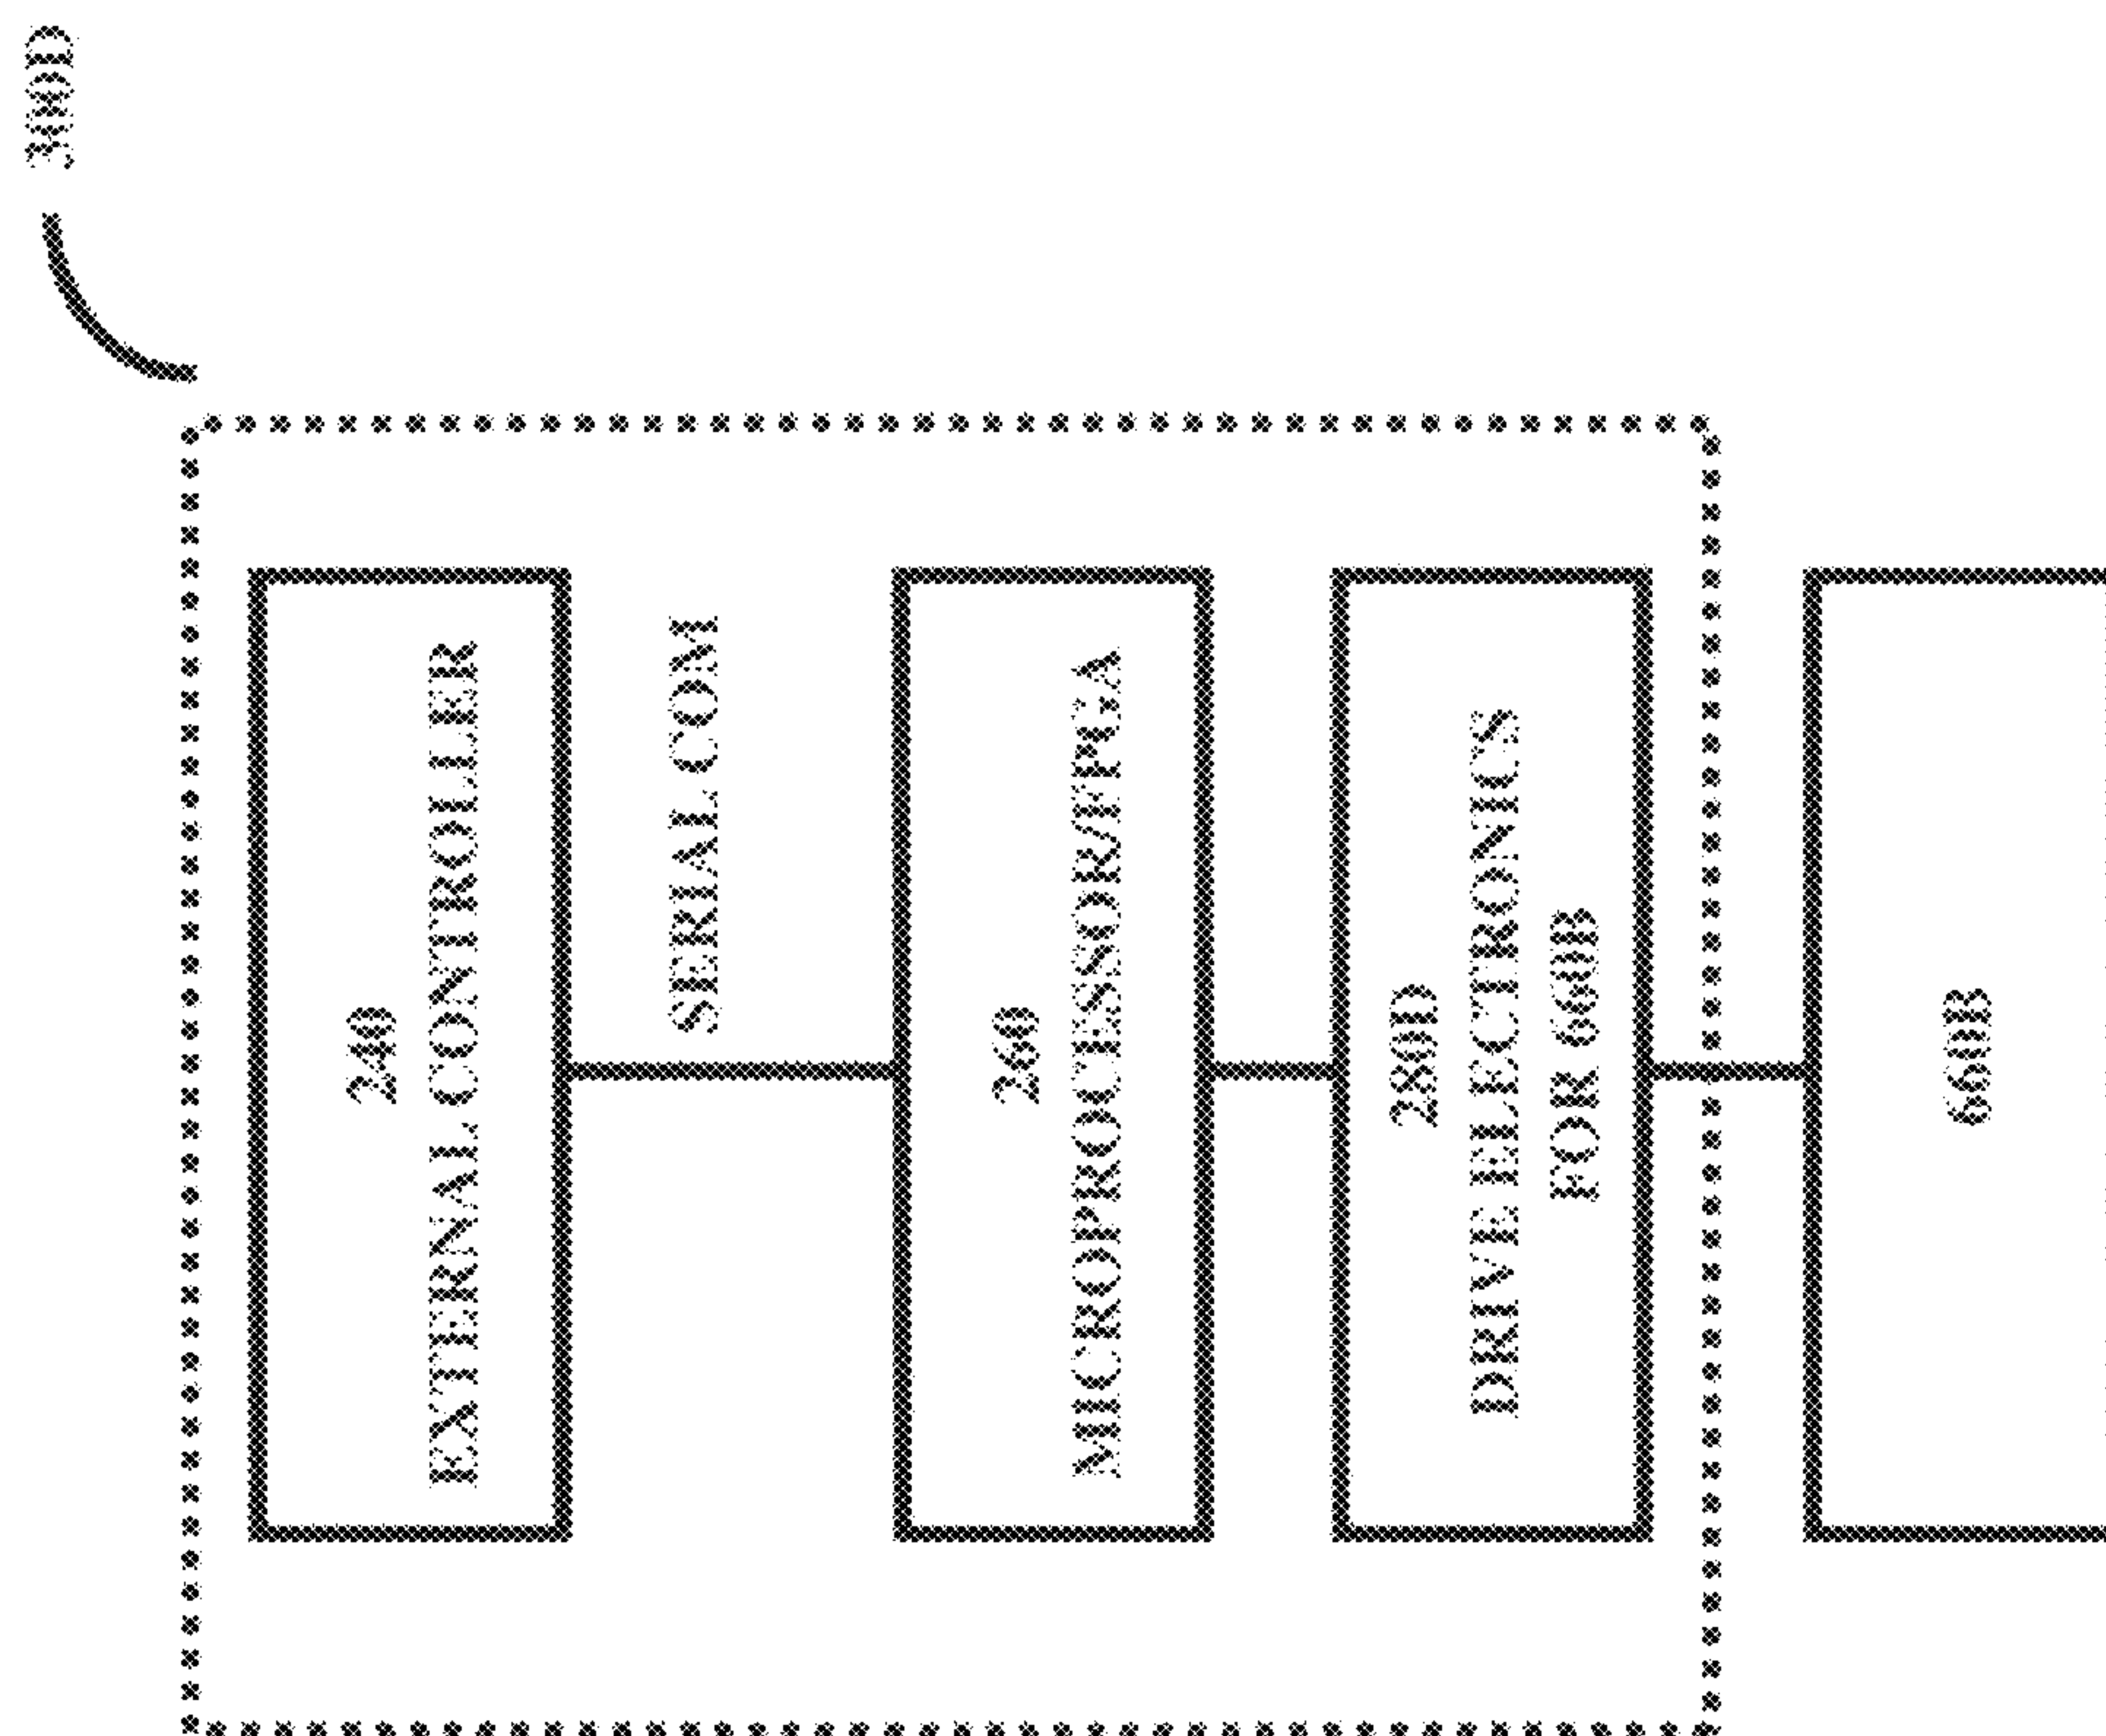 300D
240
EXTERNAL CONTROLLER
SERIAL COM
260
MICROPROCESSOR/FPGA
280D
DRIVE ELECTRONICS
FOR 660B
660B